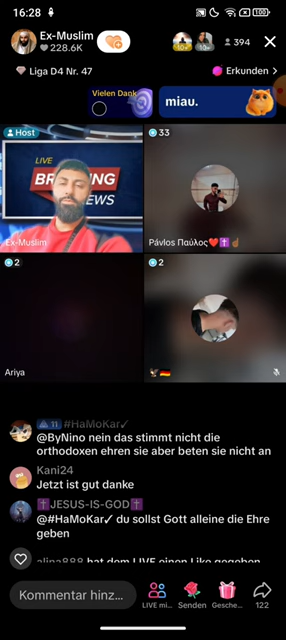 16:28
100
Ex-Muslim
228.6K
10+
10+
394
Liga D4 Nr. 47
Erkunden >
Vielen Dank
miau.
Host
33
LIVE
BREAKING
NEWS
Ex-Muslim
Pávlos Παύλος❤️✝️☝🏽
2
2
Ariya
🦅🇩🇪
11 #HaMoKar✓
@ByNino nein das stimmt nicht die
orthodoxen ehren sie aber beten sie nicht an
Kani24
Jetzt ist gut danke
✝️JESUS-IS-GOD✝️
@#HaMoKar✓ du sollst Gott alleine die Ehre
geben
alina888 hat dem LIVE einen Like gegeben
Kommentar hinz...
LIVE mi...
Senden
Gesche...
122